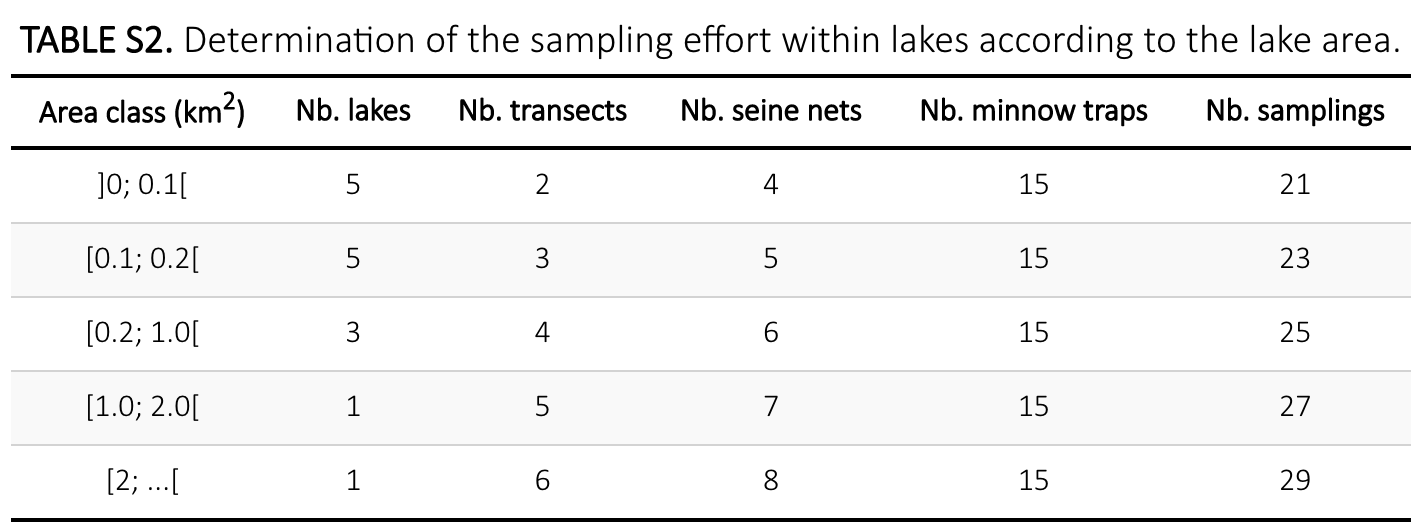 TABLE S2. Determination of the sampling effort within lakes according to the lake area.
Area class (km²) Nb. lakes Nb. transects Nb. seine nets Nb. minnow traps Nb. samplings
]0; 0.1[ 5 2 4 15 21
[0.1; 0.2[ 5 3 5 15 23
[0.2; 1.0[ 3 4 6 15 25
[1.0; 2.0[ 1 5 7 15 27
[2; ...[ 1 6 8 15 29